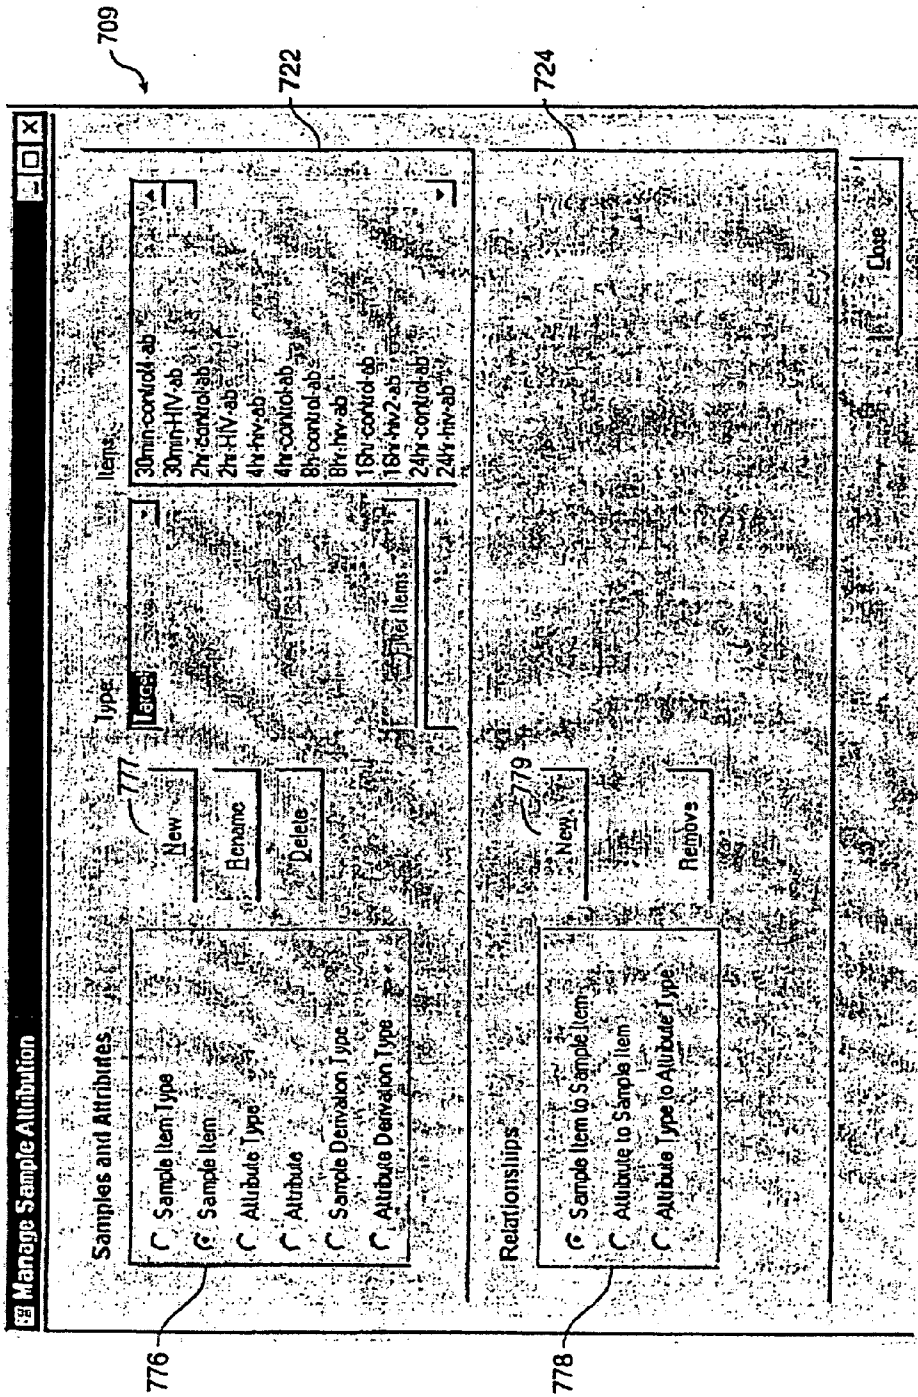 709
Manage Sample Attribution
Samples and Attributes
Type:
Items:
Sample Item Type
Sample Item
Attribute Type
Attribute
Sample Derivation Type
Attribute Derivation Type
776
777
New
Rename
Delete
Filter Items
30min-control4-ab
30min-HIV-ab
2hr-control-ab
2hr-HIV-ab
4hr-hiv-ab
4hr-control-ab
8h-control-ab
8hr-hiv-ab
16hr-control-ab
16hr-hiv2-ab
24hr-control-ab
24hr-hiv-ab
722
Relationships
Sample Item to Sample Item
Attribute to Sample Item
Attribute Type to Attribute Type
778
779
New
Remove
724
Close